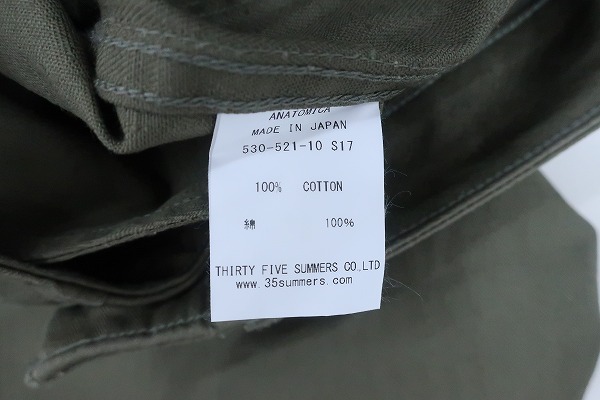 ANATOMICA
MADE IN JAPAN
530-521-10 S17
100% COTTON
綿 100%
THIRTY FIVE SUMMERS CO.,LTD
www.35summers.com